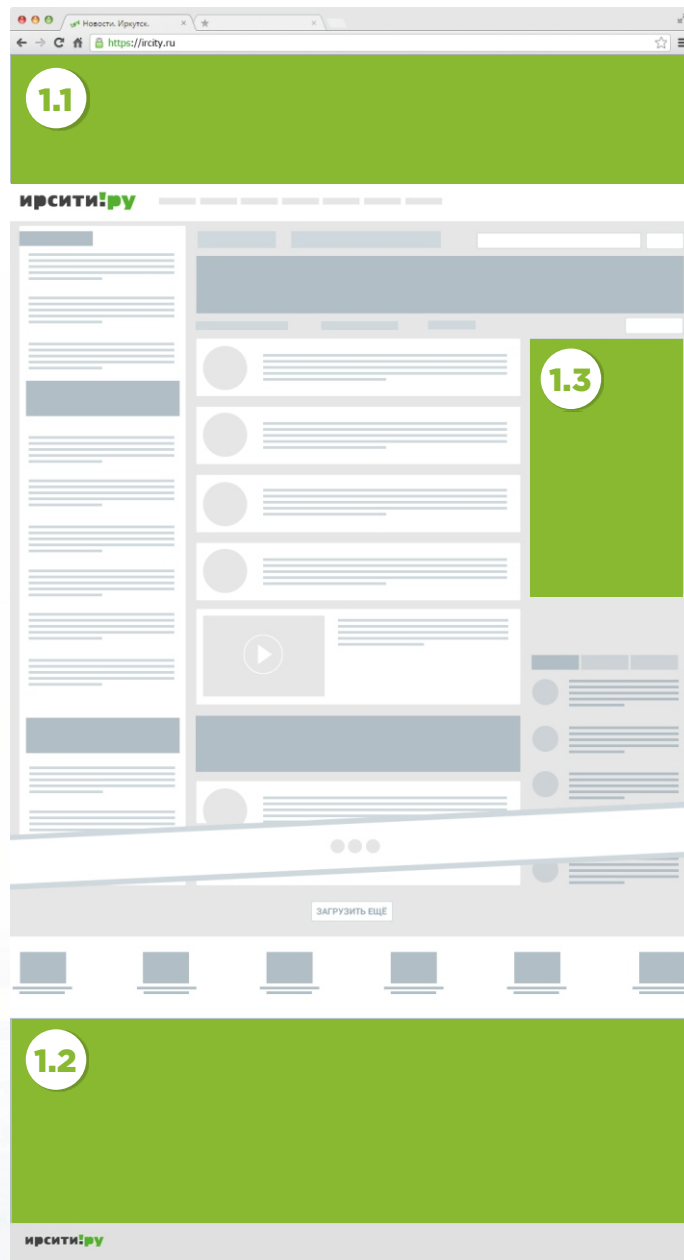 Новости. Иркутск.
https://ircity.ru
1.1
ирсити!ру
1.3
ЗАГРУЗИТЬ ЕЩЁ
1.2
ирсити!ру